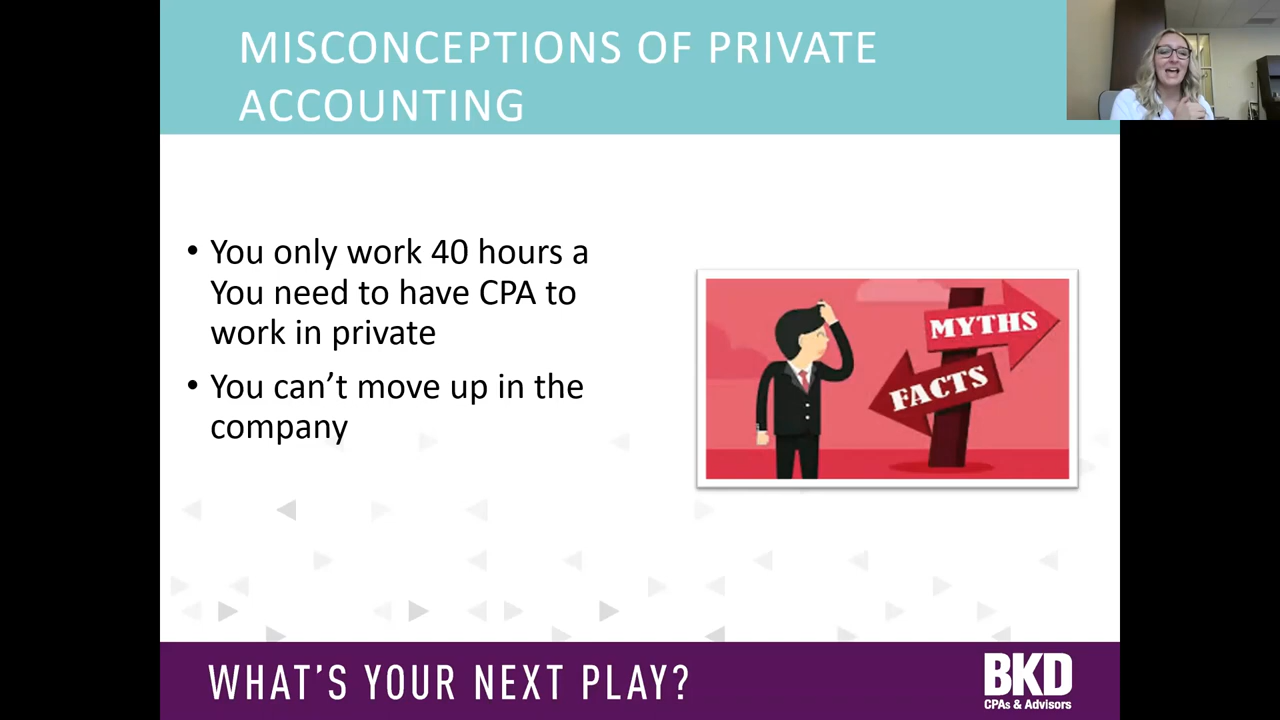 MISCONCEPTIONS OF PRIVATE
ACCOUNTING
• You only work 40 hours a
You need to have CPA to
work in private
• You can’t move up in the
company
MYTHS
FACTS
WHAT’S YOUR NEXT PLAY?
BKD
CPAs & Advisors